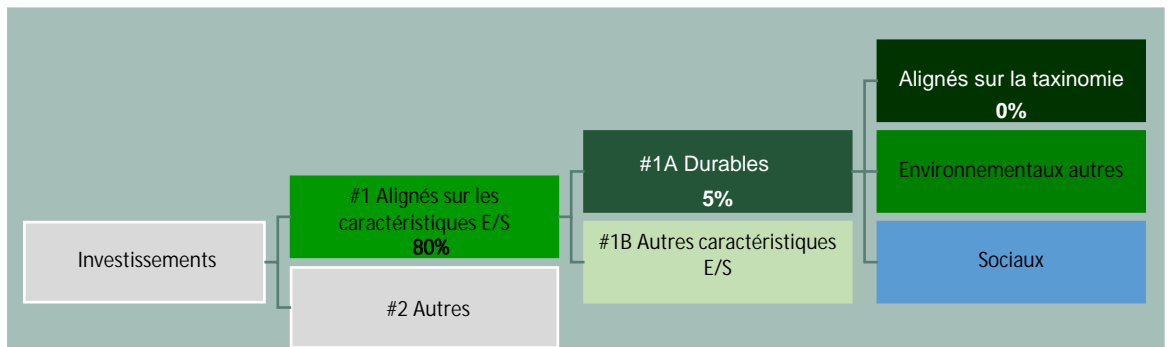 Investissements
#1 Alignés sur les
caractéristiques E/S
80%
#2 Autres
#1A Durables
5%
#1B Autres caractéristiques
E/S
Alignés sur la taxinomie
0%
Environnementaux autres
Sociaux